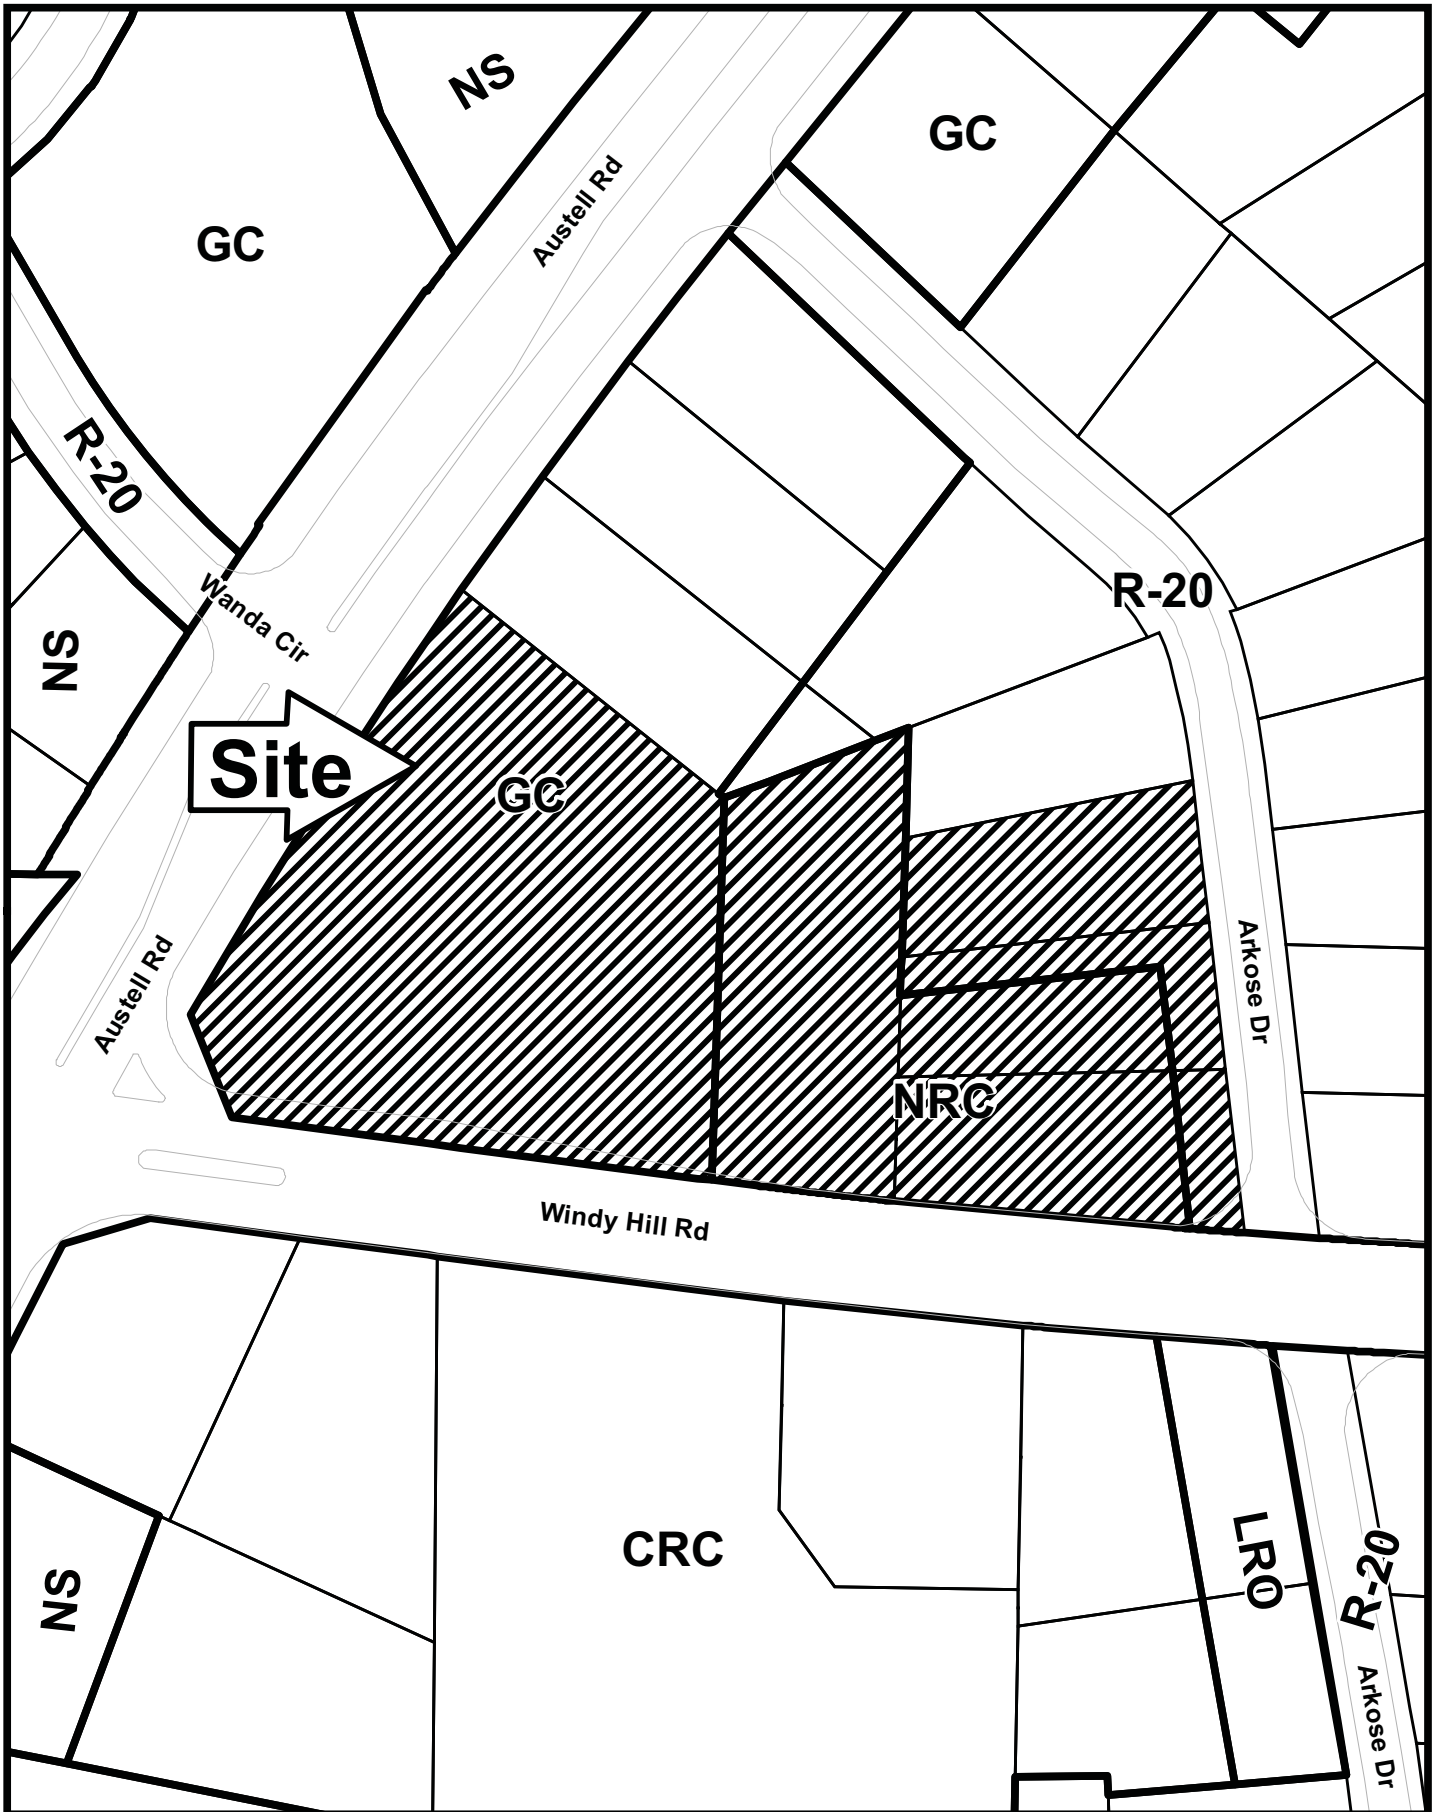 NS
GC
Austell Rd
GC
R-20
R-20
Wanda Cir
NS
Site
GC
Arkose Dr
Austell Rd
NRC
Windy Hill Rd
CRC
LRO
R-20
NS
Arkose Dr